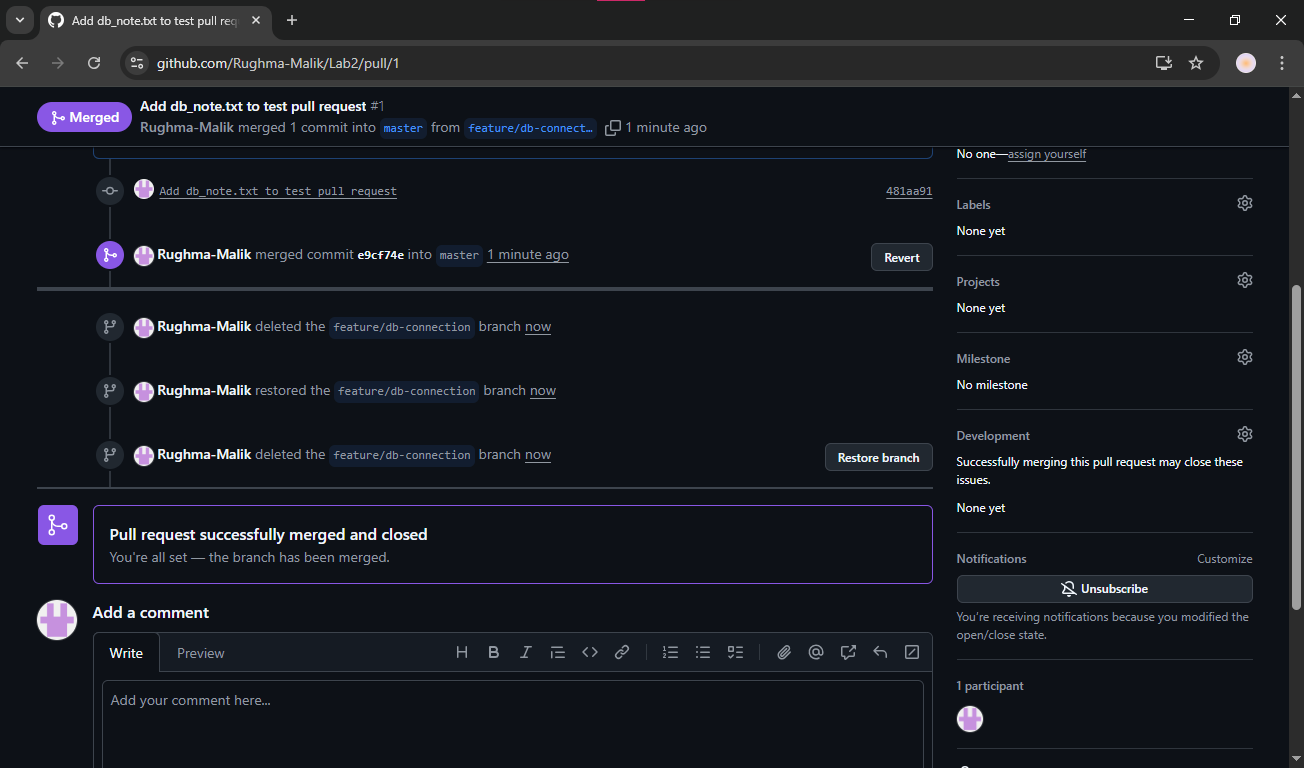 Add db_note.txt to test pull req
github.com/Rughma-Malik/Lab2/pull/1
Merged
Add db_note.txt to test pull request #1
Rughma-Malik merged 1 commit into master from feature/db-connect… 1 minute ago
No one—assign yourself
Add db_note.txt to test pull request 481aa91
Labels
None yet
Rughma-Malik merged commit e9cf74e into master 1 minute ago
Revert
Projects
None yet
Rughma-Malik deleted the feature/db-connection branch now
Milestone
No milestone
Rughma-Malik restored the feature/db-connection branch now
Rughma-Malik deleted the feature/db-connection branch now
Restore branch
Development
Successfully merging this pull request may close these
issues.
None yet
Pull request successfully merged and closed
You're all set — the branch has been merged.
Notifications Customize
Unsubscribe
You're receiving notifications because you modified the
open/close state.
Add a comment
Write Preview
Add your comment here...
1 participant